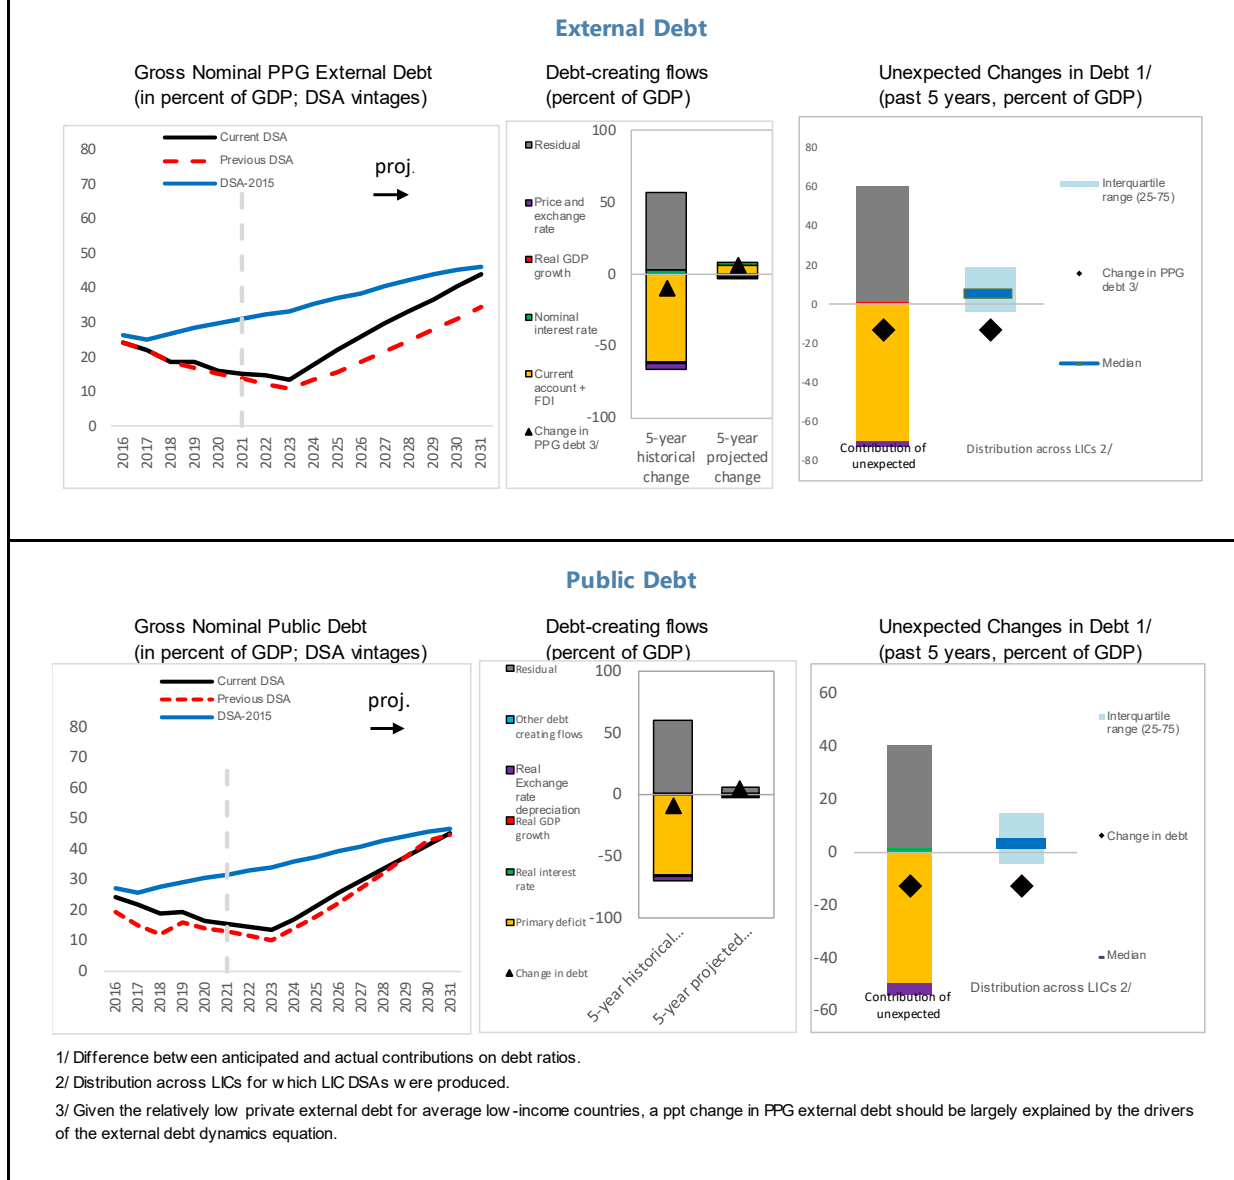 External Debt
Gross Nominal PPG External Debt
(in percent of GDP; DSA vintages)
Current DSA
Previous DSA
DSA-2015
proj.
80
70
60
50
40
30
20
10
0
2016
2017
2018
2019
2020
2021
2022
2023
2024
2025
2026
2027
2028
2029
2030
2031
Debt-creating flows
(percent of GDP)
Residual
Price and
exchange
rate
Real GDP
growth
Nominal
interest rate
Current
account +
FDI
Change in
PPG debt 3/
100
50
0
-50
-100
5-year
historical
change
5-year
projected
change
Unexpected Changes in Debt 1/
(past 5 years, percent of GDP)
80
60
40
20
0
-20
-40
-60
-80
Interquartile
range (25-75)
Change in PPG
debt 3/
Median
Contribution of
unexpected
Distribution across LICs 2/
Public Debt
Gross Nominal Public Debt
(in percent of GDP; DSA vintages)
Current DSA
Previous DSA
DSA-2015
proj.
80
70
60
50
40
30
20
10
0
2016
2017
2018
2019
2020
2021
2022
2023
2024
2025
2026
2027
2028
2029
2030
2031
Debt-creating flows
(percent of GDP)
Residual
Other debt
creating flows
Real
Exchange
rate
depreciation
Real GDP
growth
Real interest
rate
Primary deficit
Change in debt
100
50
0
-50
-100
5-year historical...
5-year projected...
Unexpected Changes in Debt 1/
(past 5 years, percent of GDP)
60
40
20
0
-20
-40
-60
Interquartile
range (25-75)
Change in debt
Median
Contribution of
unexpected
Distribution across LICs 2/
1/ Difference between anticipated and actual contributions on debt ratios.
2/ Distribution across LICs for which LIC DSAs were produced.
3/ Given the relatively low private external debt for average low-income countries, a ppt change in PPG external debt should be largely explained by the drivers
of the external debt dynamics equation.